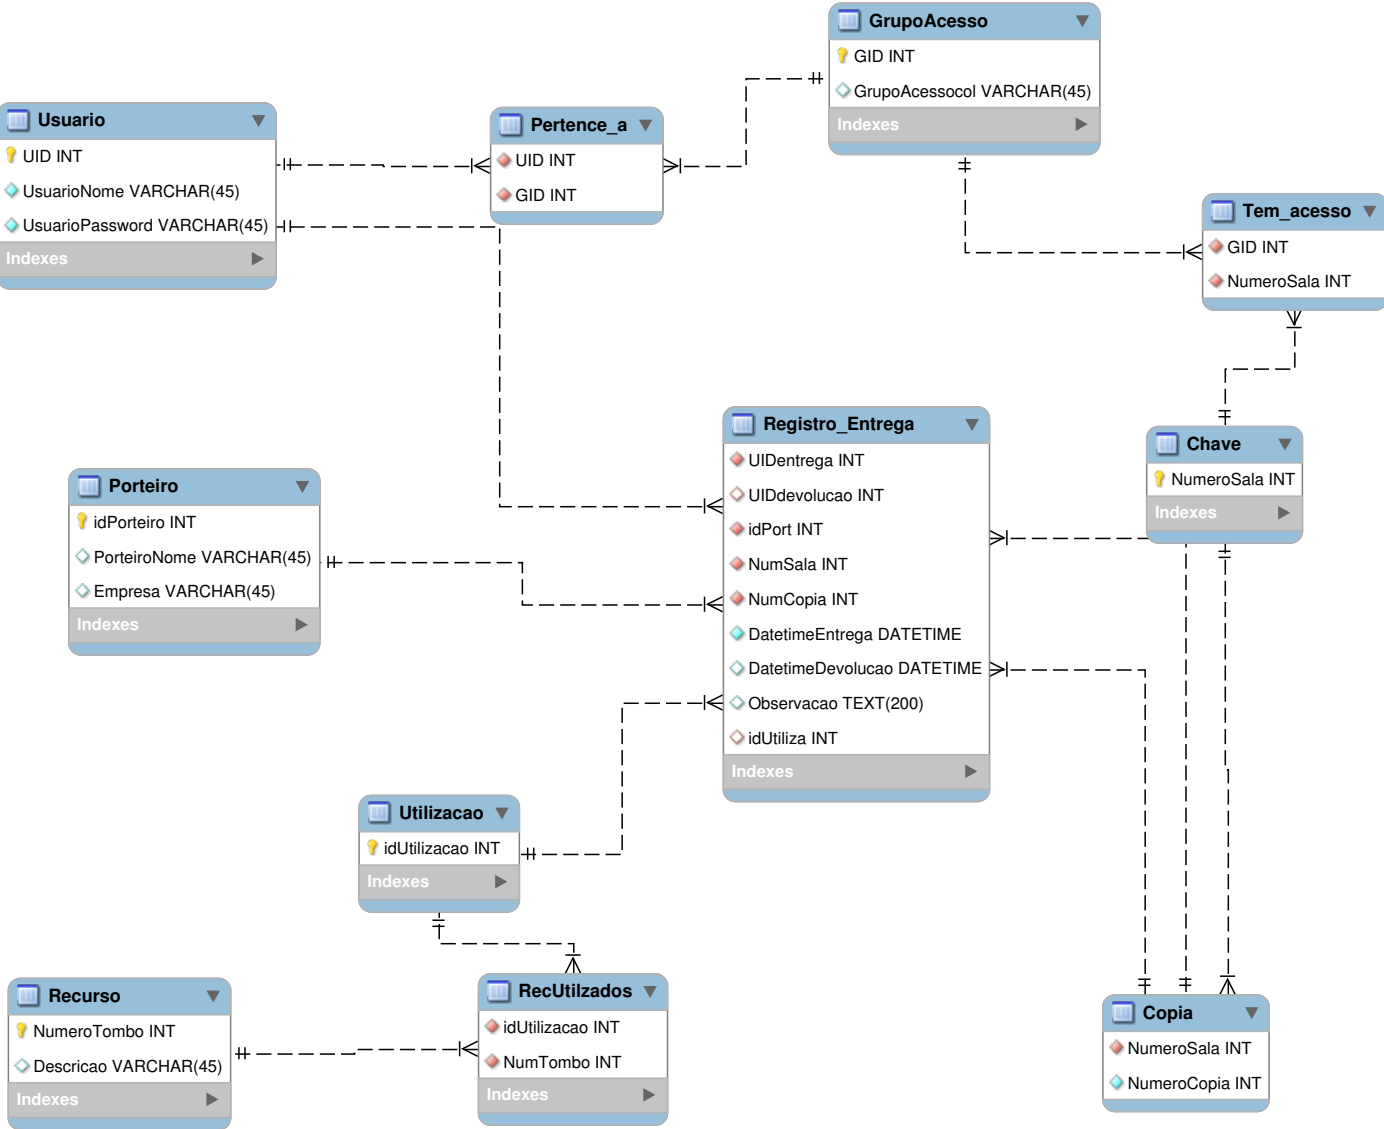 GrupoAcesso
GID INT
GrupoAcessocol VARCHAR(45)
Indexes
Usuario
UID INT
UsuarioNome VARCHAR(45)
UsuarioPassword VARCHAR(45)
Indexes
Pertence_a
UID INT
GID INT
Tem_acesso
GID INT
NumeroSala INT
Registro_Entrega
UIDentrega INT
UIDdevolucao INT
idPort INT
NumSala INT
NumCopia INT
DatetimeEntrega DATETIME
DatetimeDevolucao DATETIME
Observacao TEXT(200)
idUtiliza INT
Indexes
Chave
NumeroSala INT
Indexes
Porteiro
idPorteiro INT
PorteiroNome VARCHAR(45)
Empresa VARCHAR(45)
Indexes
Utilizacao
idUtilizacao INT
Indexes
Recurso
NumeroTombo INT
Descricao VARCHAR(45)
Indexes
RecUtilzados
idUtilizacao INT
NumTombo INT
Indexes
Copia
NumeroSala INT
NumeroCopia INT